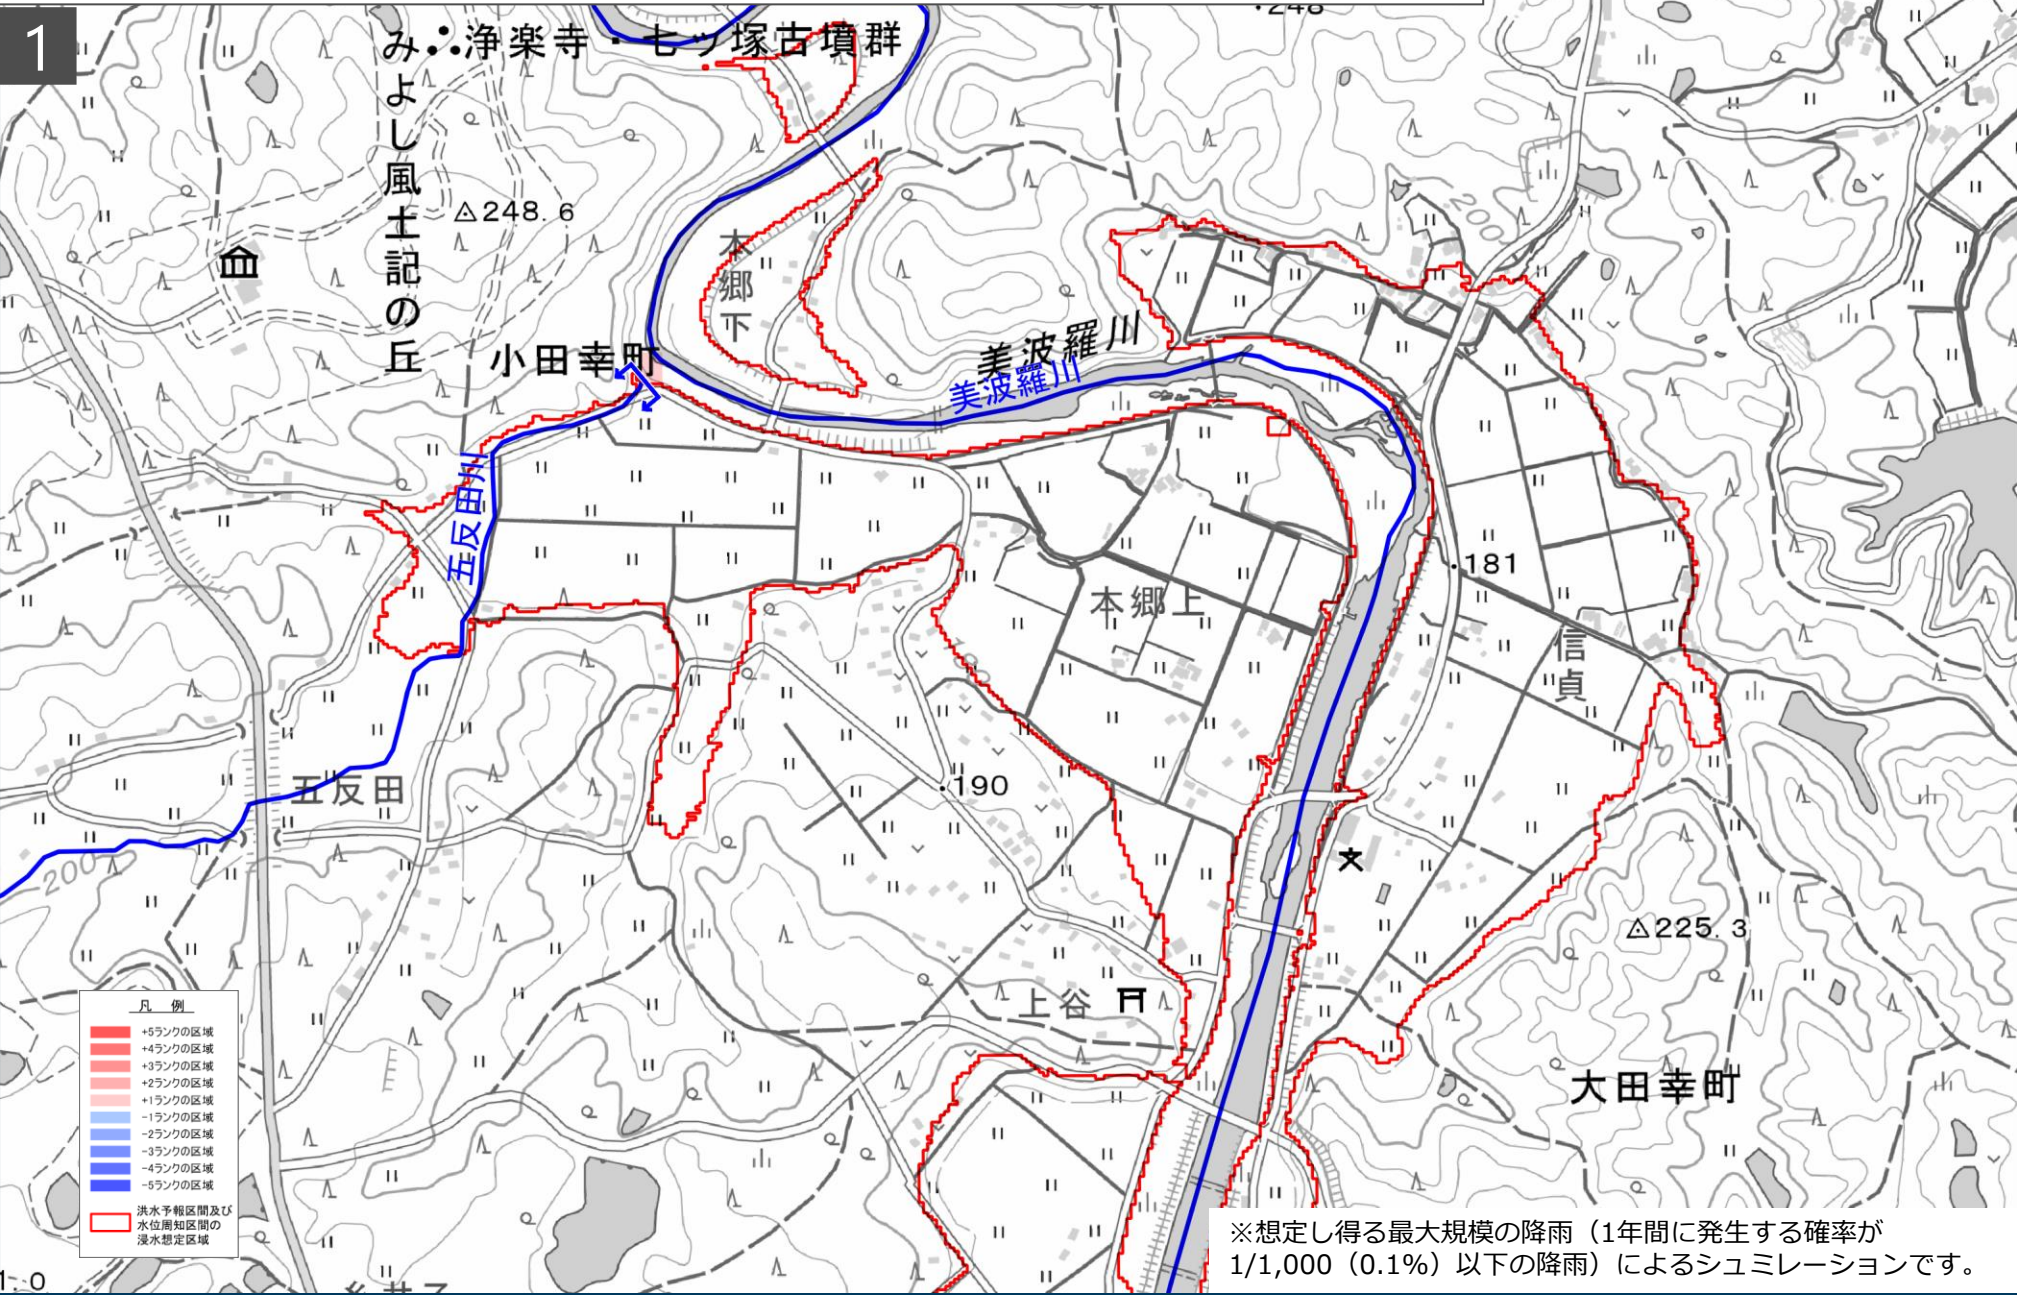 1
・248
浄楽寺・七ッ塚古墳群
みよし風土記の丘
248.6
本郷下
200
小田幸町
美波羅川
美波羅川
五反田川
181
本郷上
信貞
190
五反田
200
225.3
上谷
大田幸町
凡 例
+5ランクの区域
+4ランクの区域
+3ランクの区域
+2ランクの区域
+1ランクの区域
-1ランクの区域
-2ランクの区域
-3ランクの区域
-4ランクの区域
-5ランクの区域
洪水予報区間及び
水位周知区間の
浸水想定区域
※想定し得る最大規模の降雨（1年間に発生する確率が
1/1,000（0.1%）以下の降雨）によるシュミレーションです。
1.0